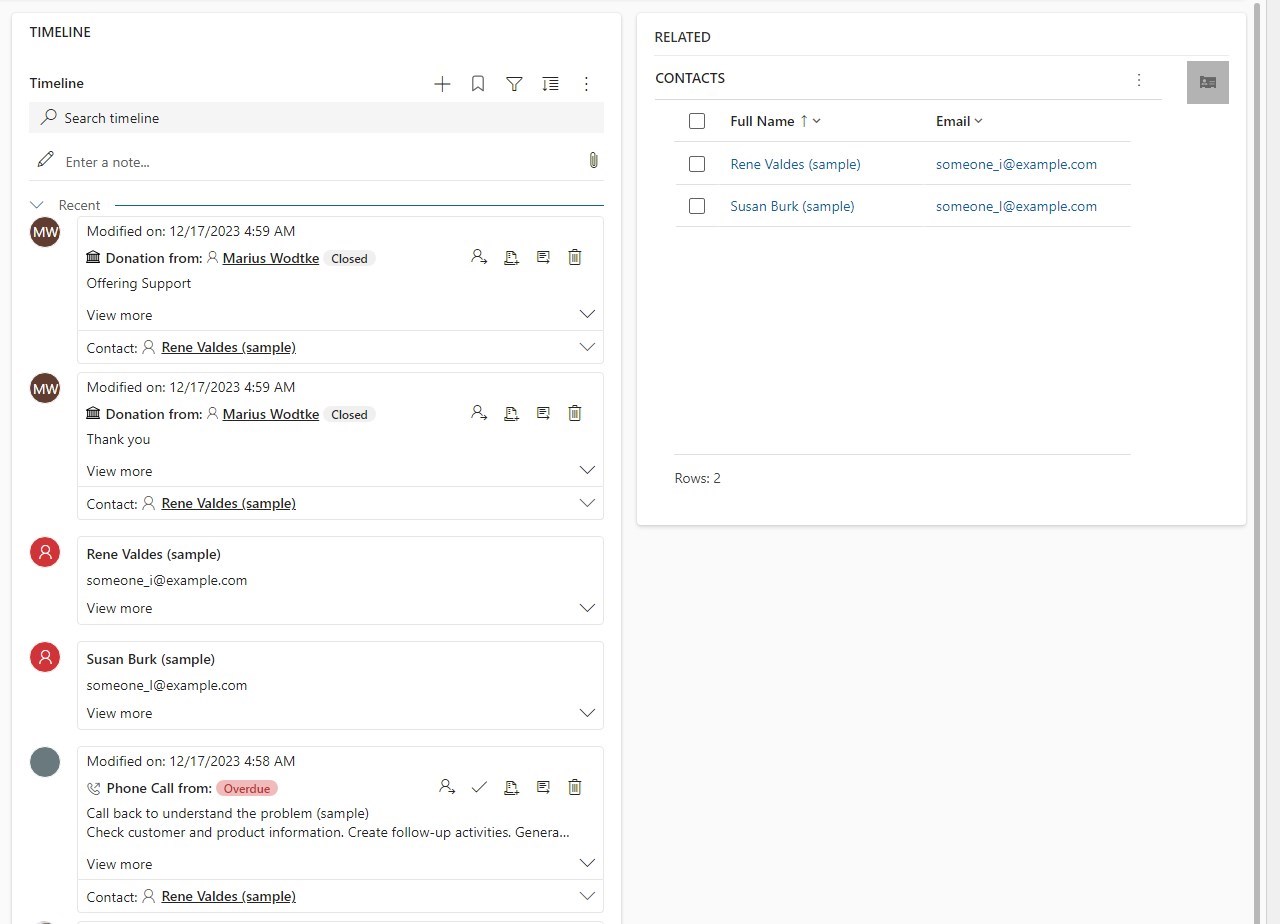 TIMELINE
Timeline
Search timeline
Enter a note...
Recent
MW
Modified on: 12/17/2023 4:59 AM
Donation from: Marius Wodtke Closed
Offering Support
View more
Contact: Rene Valdes (sample)
MW
Modified on: 12/17/2023 4:59 AM
Donation from: Marius Wodtke Closed
Thank you
View more
Contact: Rene Valdes (sample)
Rene Valdes (sample)
someone_i@example.com
View more
Susan Burk (sample)
someone_l@example.com
View more
Modified on: 12/17/2023 4:58 AM
Phone Call from: Overdue
Call back to understand the problem (sample)
Check customer and product information. Create follow-up activities. Genera...
View more
Contact: Rene Valdes (sample)
RELATED
CONTACTS
Full Name ↑ Email
Rene Valdes (sample) someone_i@example.com
Susan Burk (sample) someone_l@example.com
Rows: 2